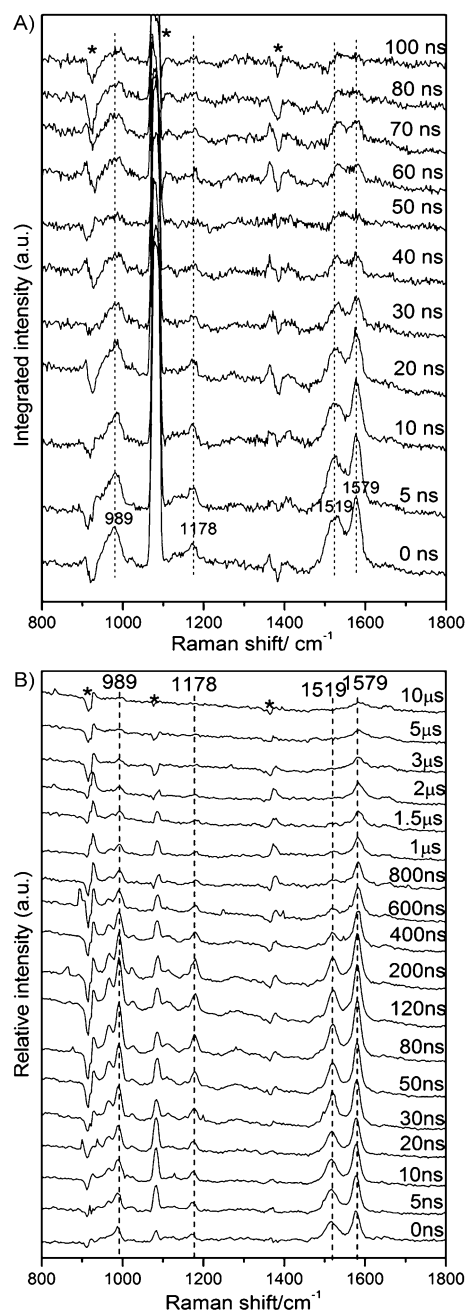 A)
*
*
*
100 ns
80 ns
70 ns
60 ns
50 ns
40 ns
30 ns
20 ns
10 ns
5 ns
0 ns
989
1178
1519
1579
Integrated intensity (a.u.)
800 1000 1200 1400 1600 1800
Raman shift/ cm⁻¹
B)
989 1178 1519 1579
*
*
*
10μs
5μs
3μs
2μs
1.5μs
1μs
800ns
600ns
400ns
200ns
120ns
80ns
50ns
30ns
20ns
10ns
5ns
0ns
Relative intensity (a.u.)
800 1000 1200 1400 1600 1800
Raman shift/cm⁻¹